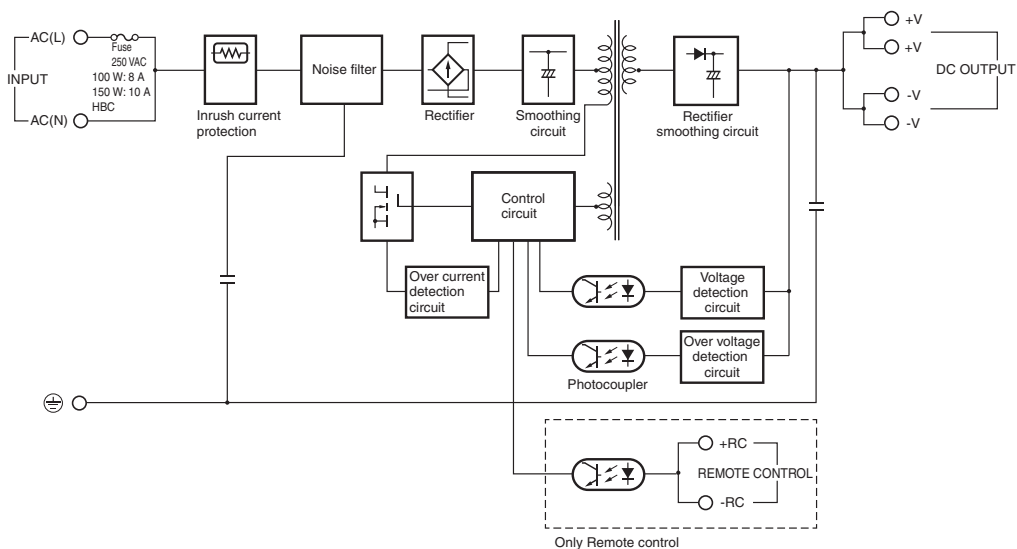 AC(L)
Fuse
250 VAC
100 W: 8 A
150 W: 10 A
HBC
INPUT
AC(N)
Inrush current
protection
Noise filter
Rectifier
Smoothing
circuit
Rectifier
smoothing circuit
+V
+V
DC OUTPUT
-V
-V
Control
circuit
Over current
detection
circuit
Voltage
detection
circuit
Over voltage
detection
circuit
Photocoupler
+RC
REMOTE CONTROL
-RC
Only Remote control